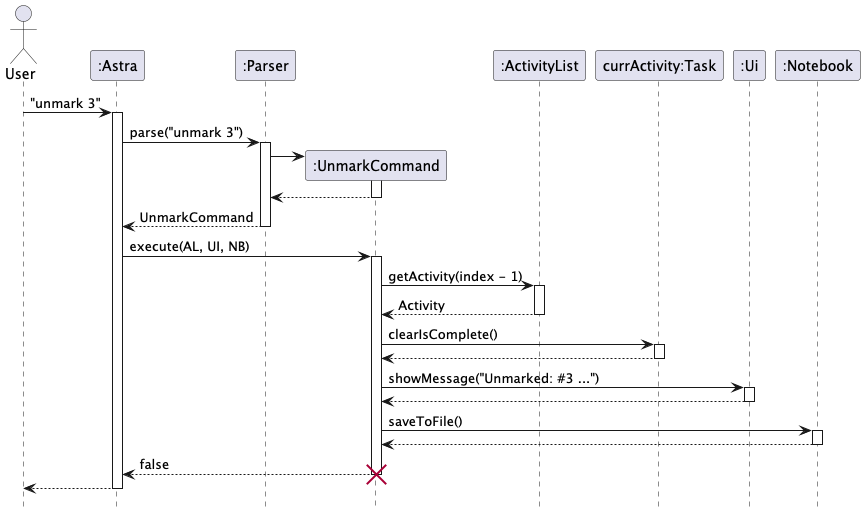 User
:Astra
:Parser
:ActivityList
currActivity:Task
:Ui
:Notebook
"unmark 3"
parse("unmark 3")
:UnmarkCommand
UnmarkCommand
execute(AL, UI, NB)
getActivity(index - 1)
Activity
clearIsComplete()
showMessage("Unmarked: #3 ...")
saveToFile()
false